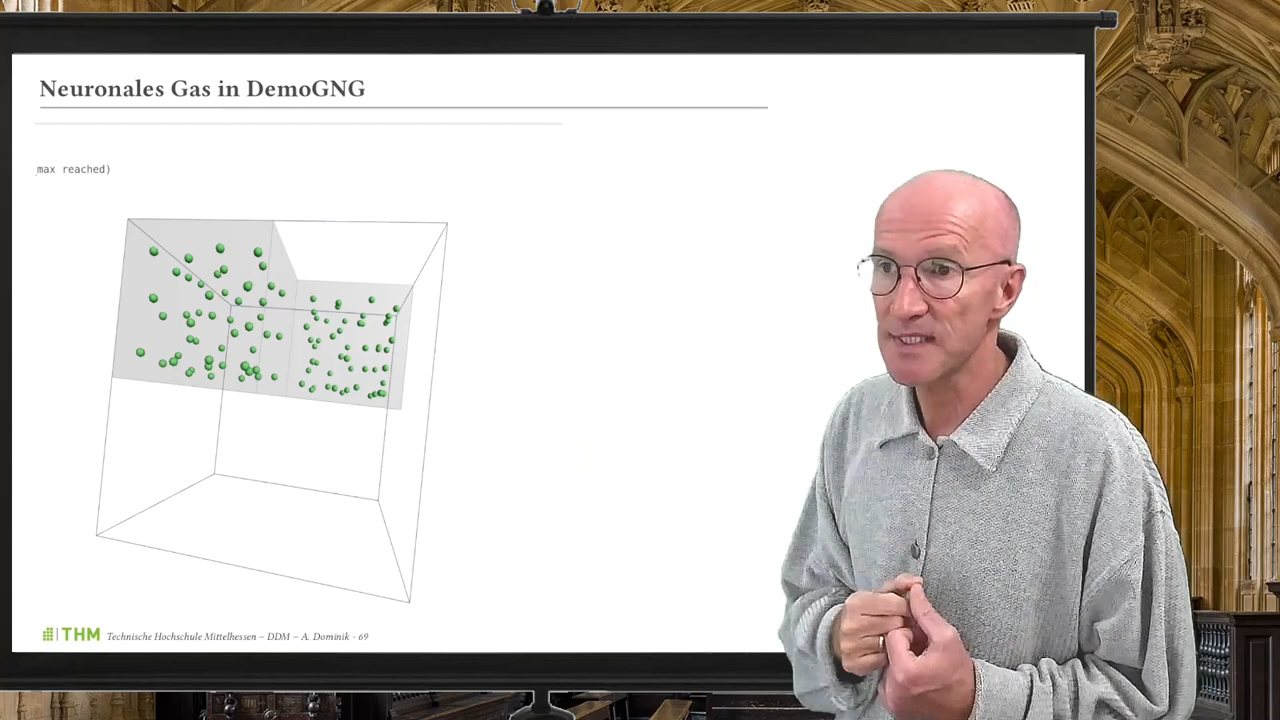 Neuronales Gas in DemoGNG
max reached)
THM Technische Hochschule Mittelhessen – DDM – A. Dominik - 69